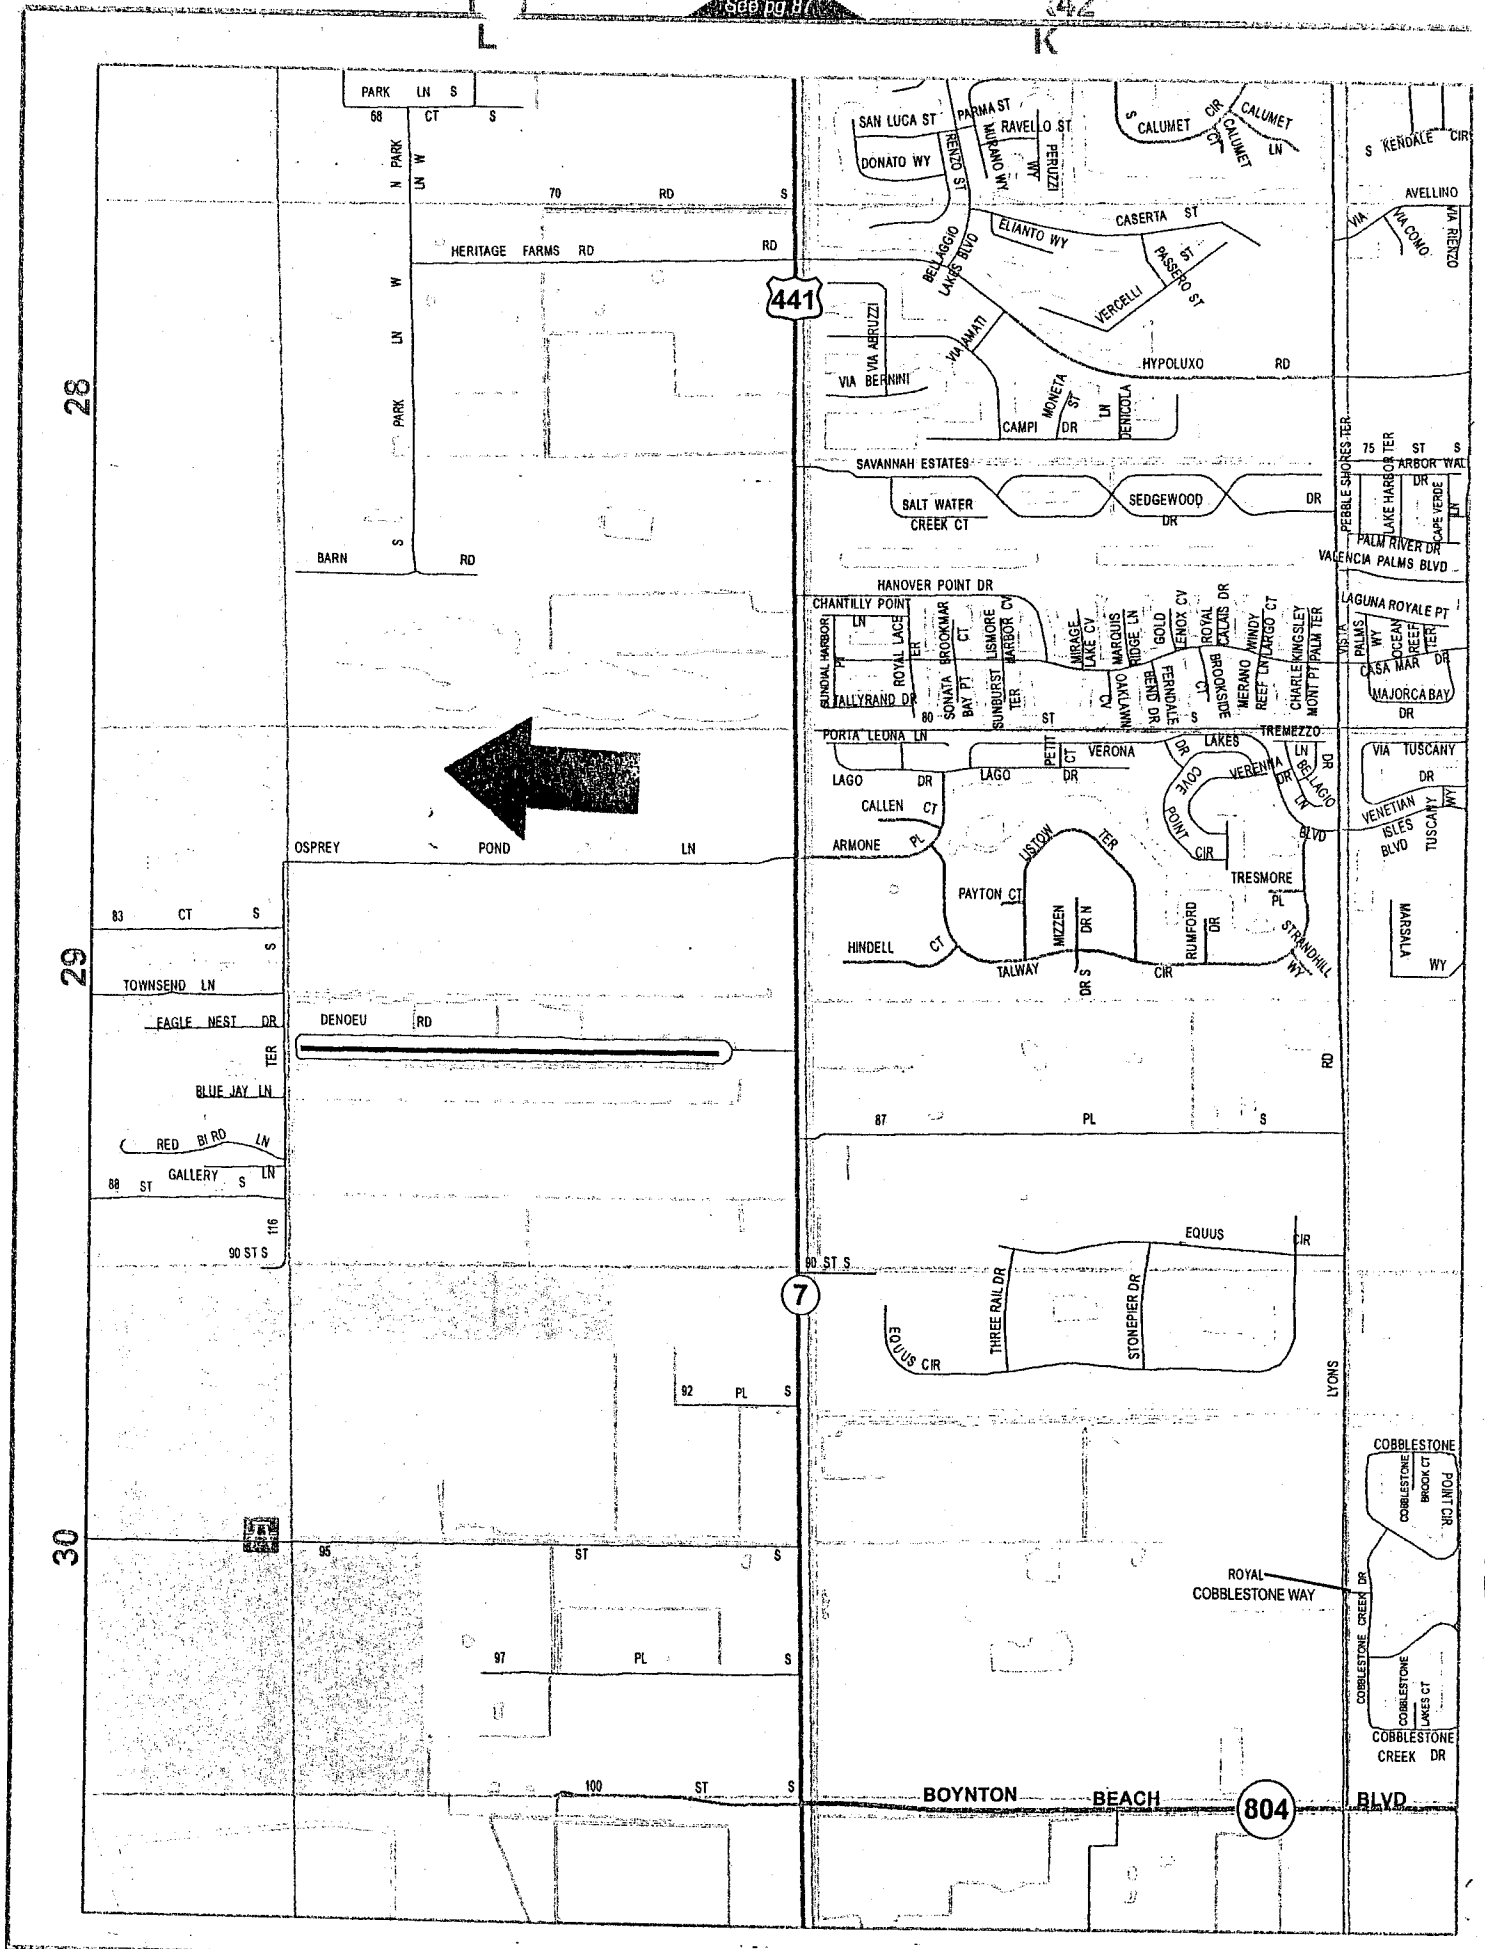 See pg 87
42
L
K
PARK LN S
68 CT S
N PARK LN W
70 RD S
HERITAGE FARMS RD RD
S PARK LN W
BARN RD
28
29
30
441
SAN LUCA ST
PARMA ST
RAVELLO ST
DONATO WY
RENZO ST
MURANO WY
PERUZZI WY
S CALUMET CIR
CALUMET LN
CALUMET CT
S KENDALE CIR
AVELLINO
VIA
VIA COMO
VIA RIENZO
CASERTA ST
ELIANTO WY
BELLAGGIO LAKES BLVD
PASSERO ST
VERCELLI ST
VIA ABRUZZI
VIA AMATI
VIA BERNINI
HYPOLUXO RD
MONETA ST
DENICOLA LN
CAMPI DR
PEBBLE SHORES TER
75 ST S
ARBOR WAL
DR
LAKE HARBOR TER
CAPE VERDE LN
SAVANNAH ESTATES DR
SALT WATER CREEK CT
SEDGEWOOD DR
PALM RIVER DR
VALENCIA PALMS BLVD
HANOVER POINT DR
CHANTILLY POINT LN
SUNDIAL HARBOR PT
ROYAL LACE TER
BROOKMAR CT
SONATA BAY PT
LISMORE HARBOR CV
SUNBURST TER
MIRAGE LAKE CV
MARQUIS RIDGE LN
OAKLAWN CV
GOLD
LENOX CV
BEND DR
FERNDALE
ROYAL CALAIS DR
BROOKSIDE CT
WINDY REEF LN
LARGO CT
MERANO
KINGSLEY PALM TER
CHARLEMONT PT
TALLYRAND DR
LAGUNA ROYALE PT
VISTA PALMS WY
OCEAN REEF TER
CASA MAR DR
MAJORCA BAY DR
80 ST S
PORTA LEONA LN
LAGO DR
LAGO DR
PETIT CT
VERONA
LAKES
DR
TREMEZZO LN
DR
VERENNA DR
BELLAGIO LN
COVE POINT CIR
BLVD
VIA TUSCANY DR
VENETIAN ISLES BLVD
TUSCANY WY
CALLEN CT
ARMONE PL
OSPREY POND LN
LISTOW TER
PAYTON CT
TRESMORE PL
MIZZEN DR N
DR S
RUMFORD DR
HINDELL CT
TALWAY CIR
STRANDHILL WY
MARSALA WY
83 CT S
TOWNSEND LN
EAGLE NEST DR
DENOEU RD
BLUE JAY LN
RED BIRD LN
GALLERY LN
88 ST S
116 TER S
90 ST S
87 PL S
90 ST S
7
EQUUS CIR
THREE RAIL DR
STONEPIER DR
EQUUS CIR
LYONS RD
92 PL S
COBBLESTONE POINT CIR
COBBLESTONE BROOK CT
95 ST S
ROYAL COBBLESTONE WAY
COBBLESTONE CREEK DR
97 PL S
COBBLESTONE LAKES CT
COBBLESTONE CREEK DR
100 ST S
BOYNTON BEACH BLVD
804